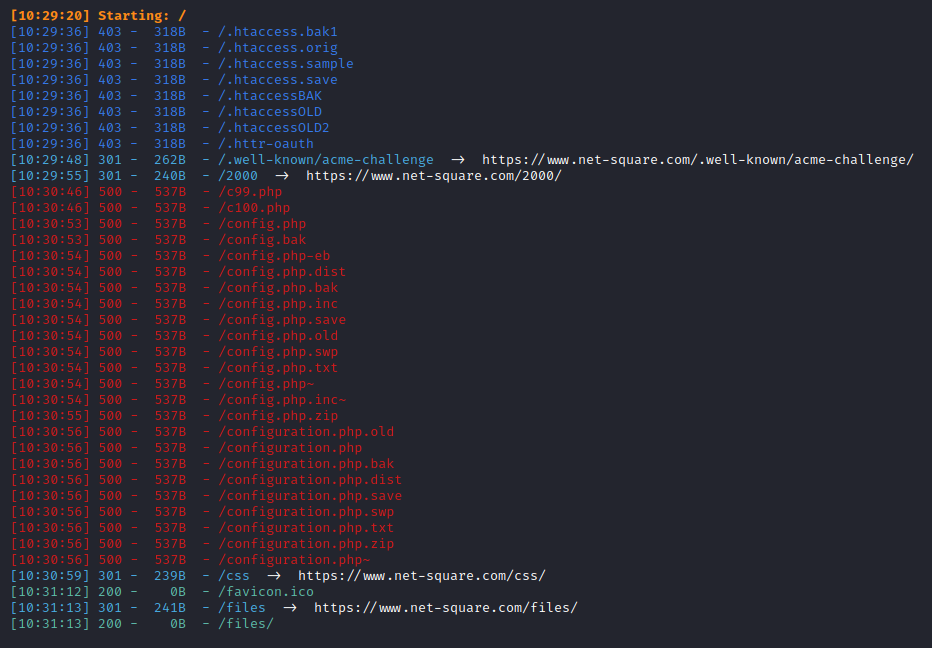 [10:29:20] Starting: /
[10:29:36] 403 -  318B  - /.htaccess.bak1
[10:29:36] 403 -  318B  - /.htaccess.orig
[10:29:36] 403 -  318B  - /.htaccess.sample
[10:29:36] 403 -  318B  - /.htaccess.save
[10:29:36] 403 -  318B  - /.htaccessBAK
[10:29:36] 403 -  318B  - /.htaccessOLD
[10:29:36] 403 -  318B  - /.htaccessOLD2
[10:29:36] 403 -  318B  - /.httr-oauth
[10:29:48] 301 -  262B  - /.well-known/acme-challenge  ->  https://www.net-square.com/.well-known/acme-challenge/
[10:29:55] 301 -  240B  - /2000  ->  https://www.net-square.com/2000/
[10:30:46] 500 -  537B  - /c99.php
[10:30:46] 500 -  537B  - /c100.php
[10:30:53] 500 -  537B  - /config.php
[10:30:53] 500 -  537B  - /config.bak
[10:30:54] 500 -  537B  - /config.php-eb
[10:30:54] 500 -  537B  - /config.php.dist
[10:30:54] 500 -  537B  - /config.php.bak
[10:30:54] 500 -  537B  - /config.php.inc
[10:30:54] 500 -  537B  - /config.php.save
[10:30:54] 500 -  537B  - /config.php.old
[10:30:54] 500 -  537B  - /config.php.swp
[10:30:54] 500 -  537B  - /config.php.txt
[10:30:54] 500 -  537B  - /config.php~
[10:30:54] 500 -  537B  - /config.php.inc~
[10:30:55] 500 -  537B  - /config.php.zip
[10:30:56] 500 -  537B  - /configuration.php.old
[10:30:56] 500 -  537B  - /configuration.php
[10:30:56] 500 -  537B  - /configuration.php.bak
[10:30:56] 500 -  537B  - /configuration.php.dist
[10:30:56] 500 -  537B  - /configuration.php.save
[10:30:56] 500 -  537B  - /configuration.php.swp
[10:30:56] 500 -  537B  - /configuration.php.txt
[10:30:56] 500 -  537B  - /configuration.php.zip
[10:30:56] 500 -  537B  - /configuration.php~
[10:30:59] 301 -  239B  - /css  ->  https://www.net-square.com/css/
[10:31:12] 200 -    0B  - /favicon.ico
[10:31:13] 301 -  241B  - /files  ->  https://www.net-square.com/files/
[10:31:13] 200 -    0B  - /files/